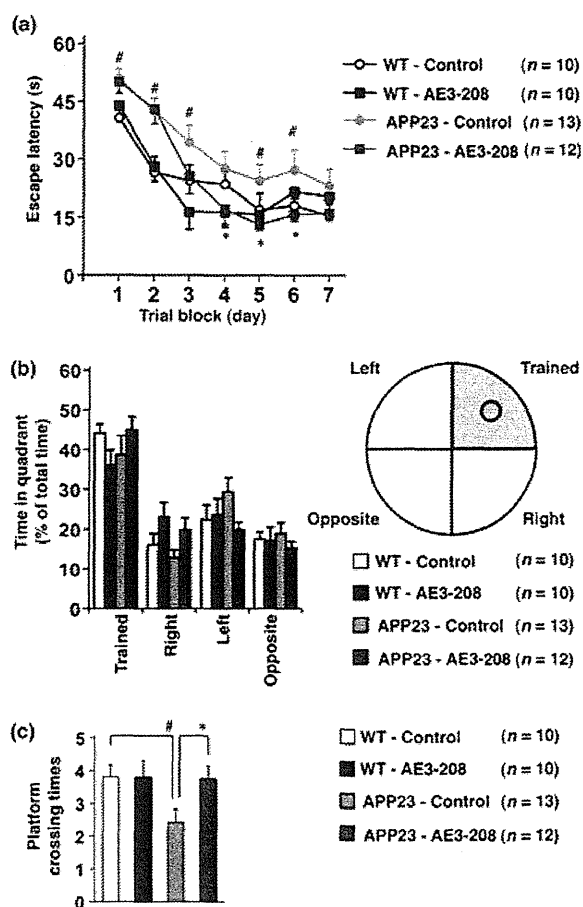 (a)
60
45
30
15
0
Escape latency (s)
#
#
#
#
#
*
*
*
1 2 3 4 5 6 7
Trial block (day)
WT - Control (n = 10)
WT - AE3-208 (n = 10)
APP23 - Control (n = 13)
APP23 - AE3-208 (n = 12)
(b)
60
50
40
30
20
10
0
Time in quadrant
(% of total time)
Trained
Right
Left
Opposite
Left
Trained
Opposite
Right
WT - Control (n = 10)
WT - AE3-208 (n = 10)
APP23 - Control (n = 13)
APP23 - AE3-208 (n = 12)
(c)
5
4
3
2
1
0
Platform
crossing times
# *
WT - Control (n = 10)
WT - AE3-208 (n = 10)
APP23 - Control (n = 13)
APP23 - AE3-208 (n = 12)